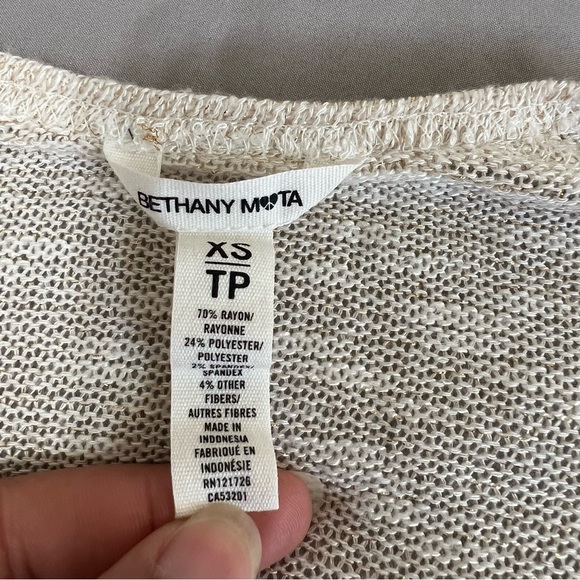 BETHANY MOTA
XS
TP
70% RAYON/
RAYONNE
24% POLYESTER/
POLYESTER
2% SPANDEX/
SPANDEX
4% OTHER
FIBERS/
AUTRES FIBRES
MADE IN
INDONESIA
FABRIQUÉ EN
INDONÉSIE
RN121726
CA53201